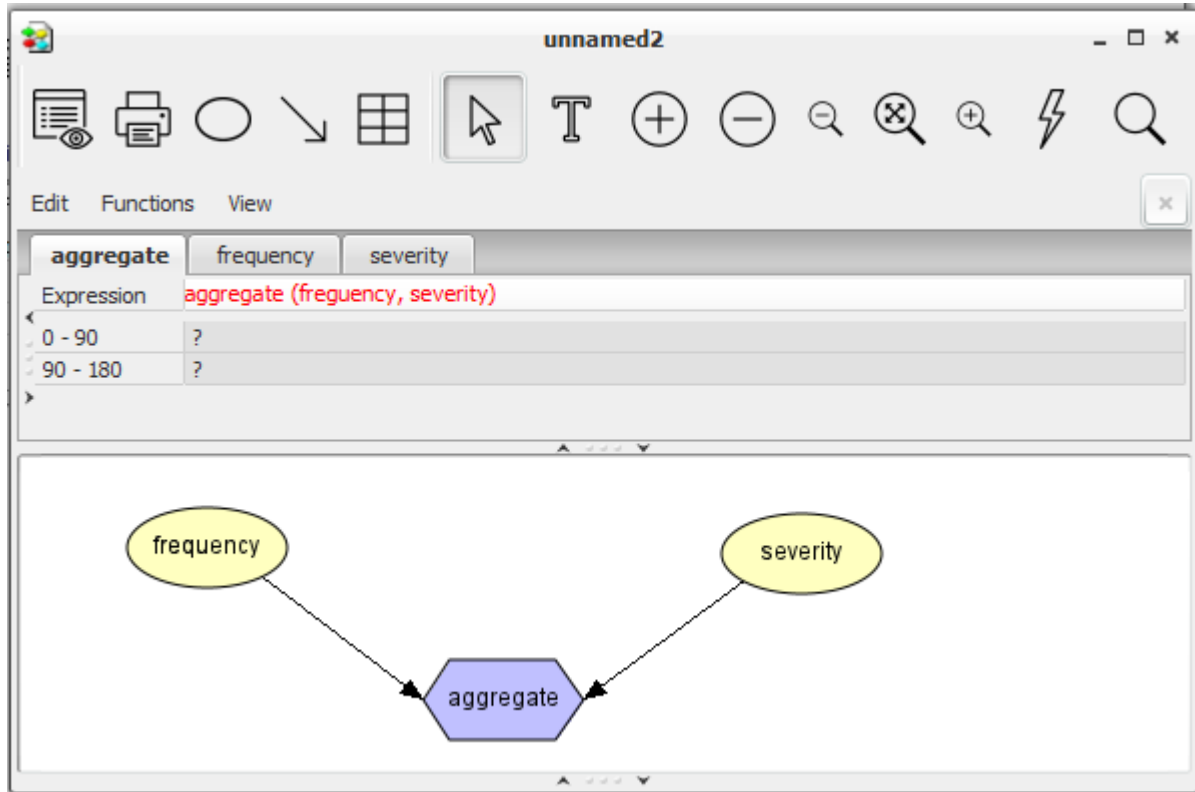 unnamed2
T
Edit Functions View
aggregate frequency severity
Expression aggregate (freguency, severity)
0 - 90 ?
90 - 180 ?
frequency
severity
aggregate